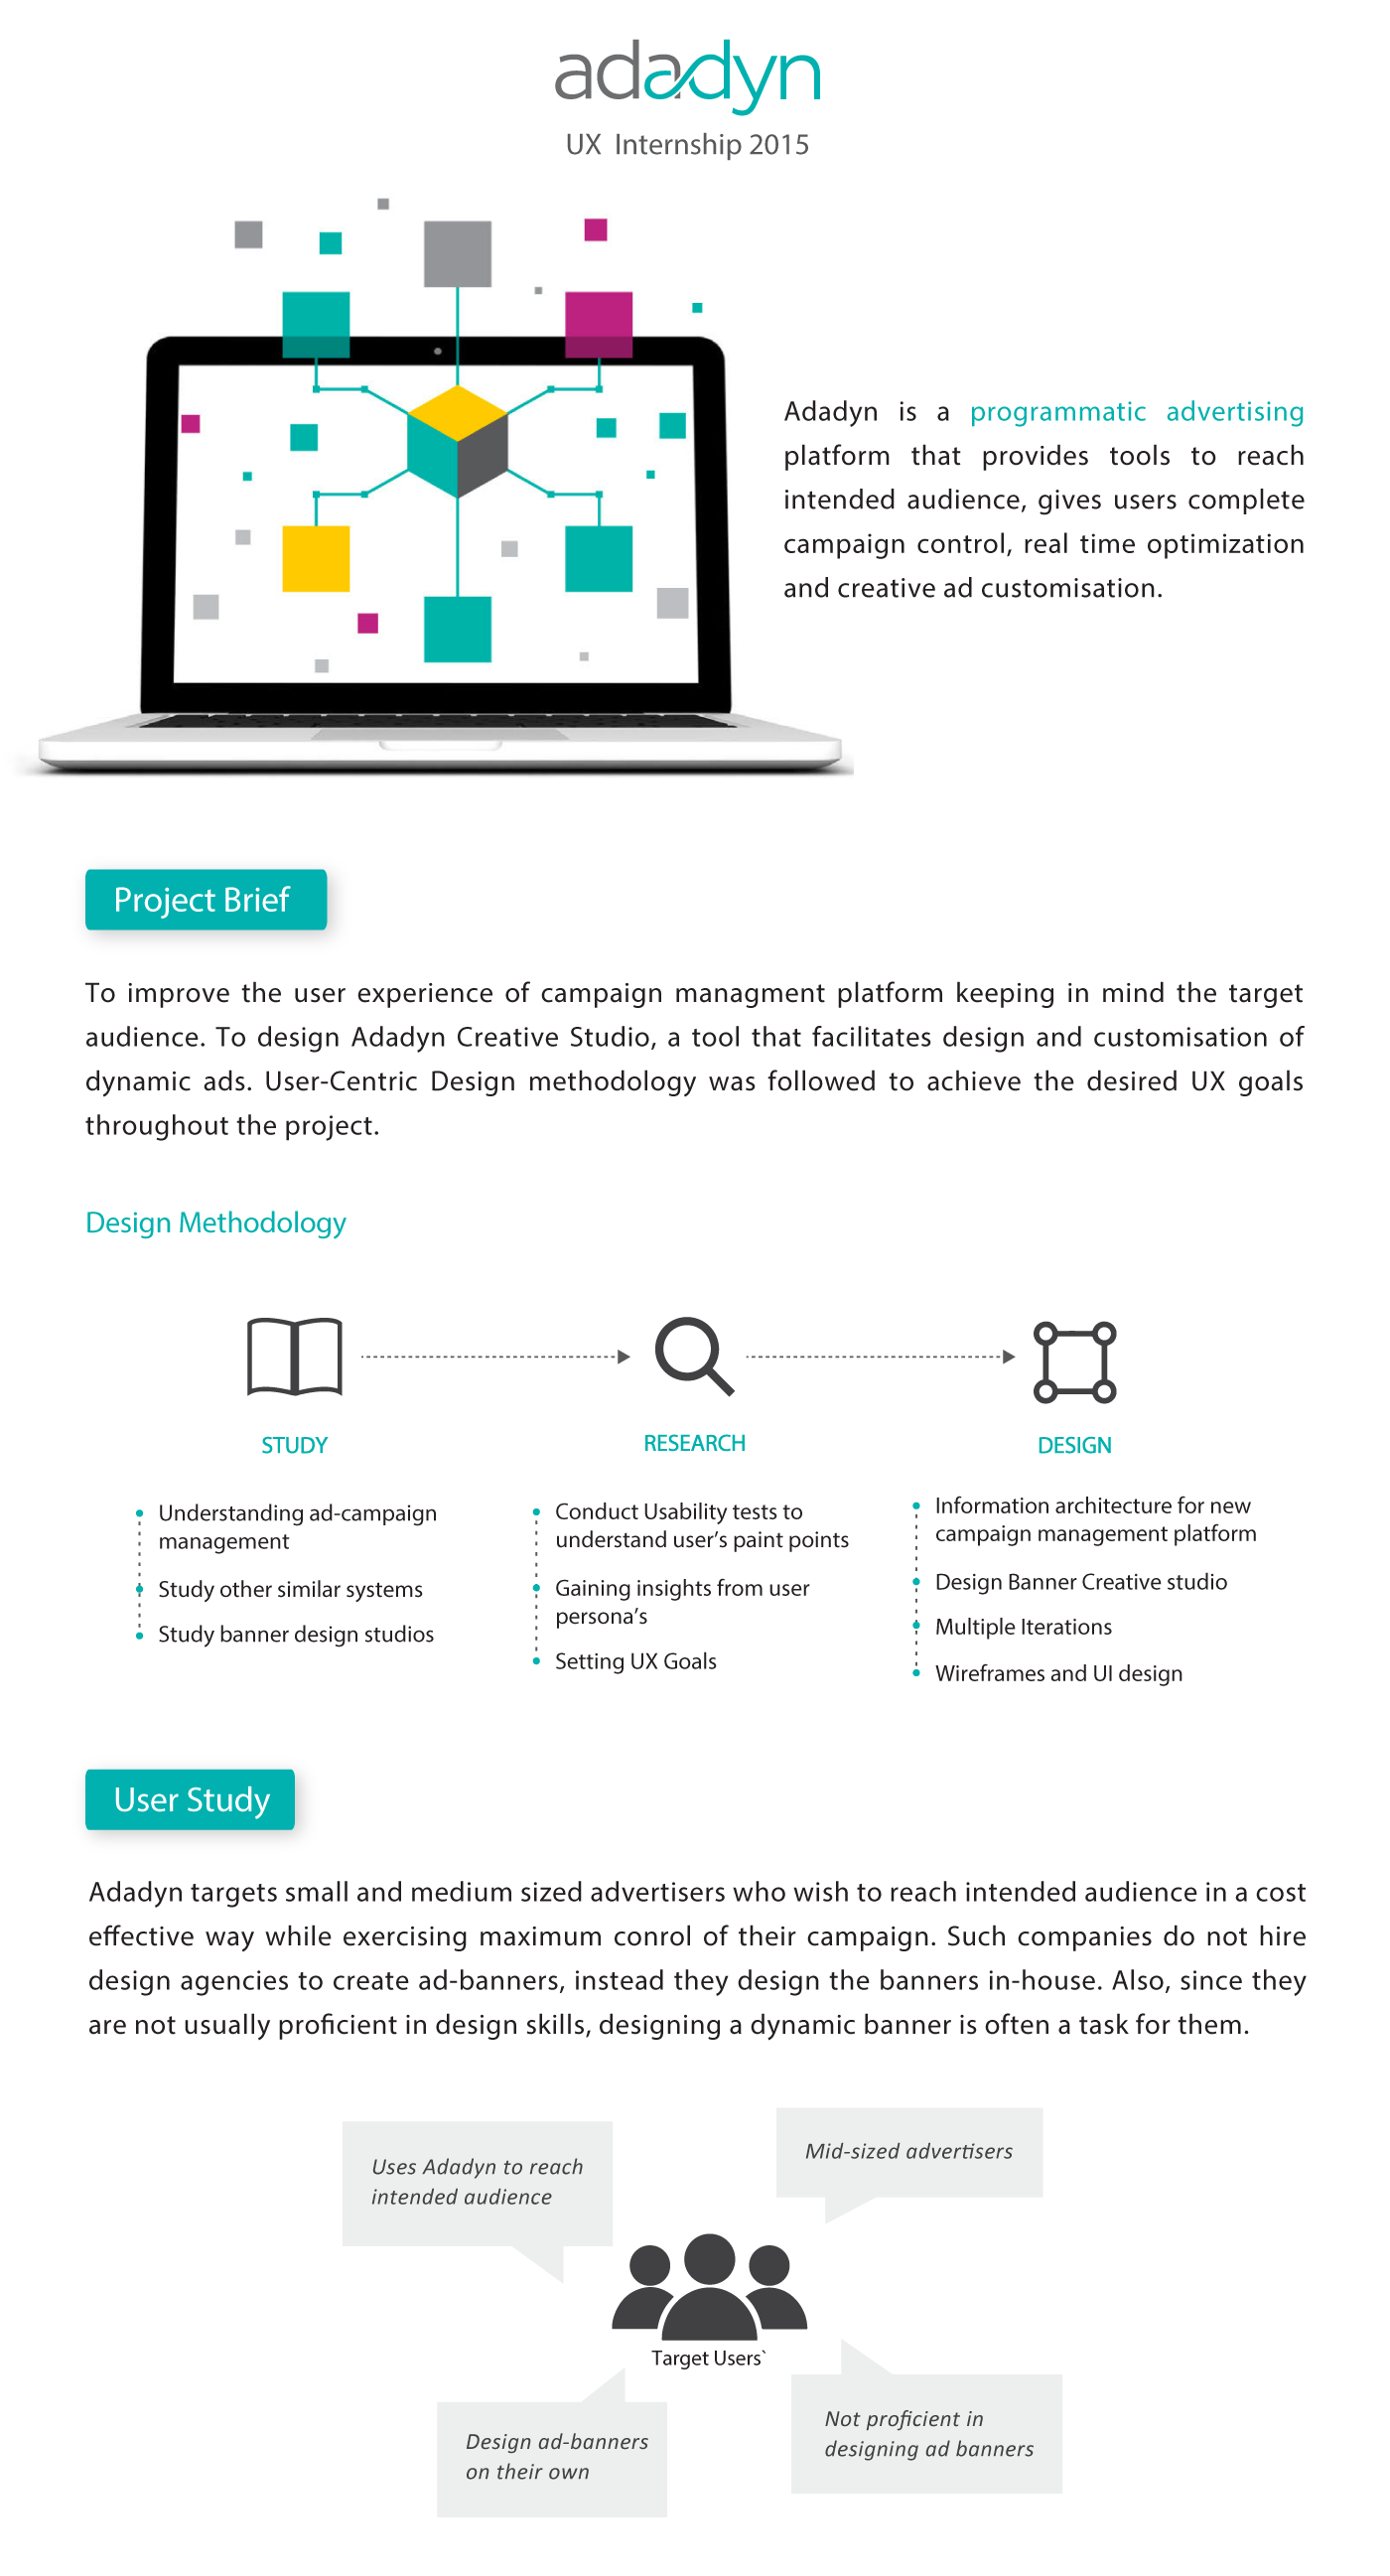 adadyn
UX Internship 2015
Adadyn is a programmatic advertising
platform that provides tools to reach
intended audience, gives users complete
campaign control, real time optimization
and creative ad customisation.
Project Brief
To improve the user experience of campaign managment platform keeping in mind the target
audience. To design Adadyn Creative Studio, a tool that facilitates design and customisation of
dynamic ads. User-Centric Design methodology was followed to achieve the desired UX goals
throughout the project.
Design Methodology
STUDY
Understanding ad-campaign
management
Study other similar systems
Study banner design studios
RESEARCH
Conduct Usability tests to
understand user’s paint points
Gaining insights from user
persona’s
Setting UX Goals
DESIGN
Information architecture for new
campaign management platform
Design Banner Creative studio
Multiple Iterations
Wireframes and UI design
User Study
Adadyn targets small and medium sized advertisers who wish to reach intended audience in a cost
effective way while exercising maximum conrol of their campaign. Such companies do not hire
design agencies to create ad-banners, instead they design the banners in-house. Also, since they
are not usually proficient in design skills, designing a dynamic banner is often a task for them.
Uses Adadyn to reach
intended audience
Mid-sized advertisers
Target Users`
Design ad-banners
on their own
Not proficient in
designing ad banners